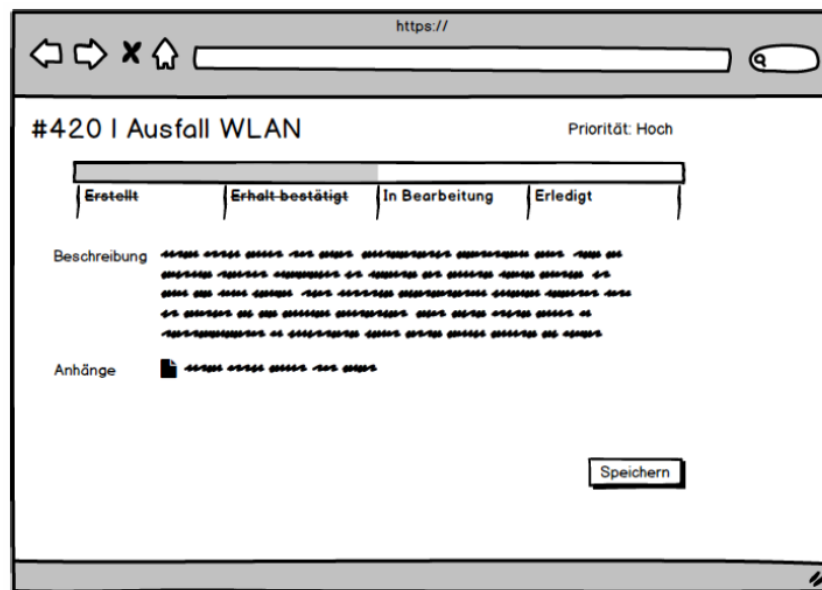 https://
#420 | Ausfall WLAN
Priorität: Hoch
Erstellt
Erhalt bestätigt
In Bearbeitung
Erledigt
Beschreibung
Anhänge
Speichern